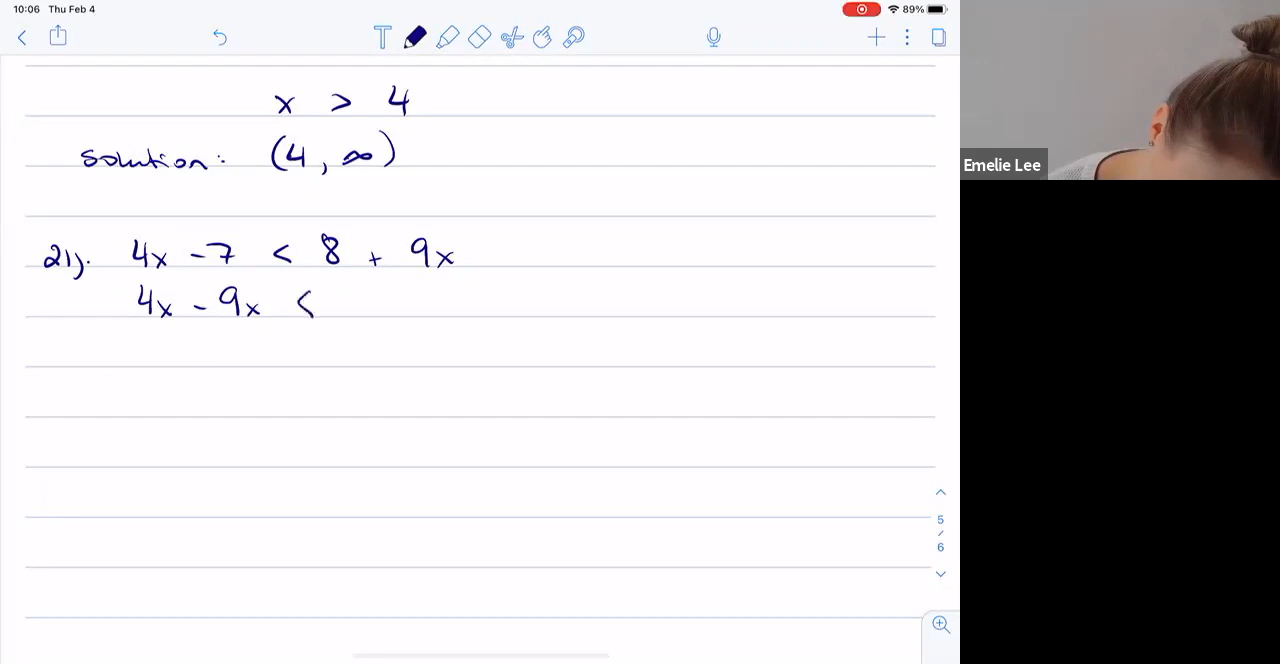 10:06 Thu Feb 4
89%
T
x > 4
solution: (4, ∞)
21). 4x - 7 < 8 + 9x
4x - 9x <
5
/
6
Emelie Lee